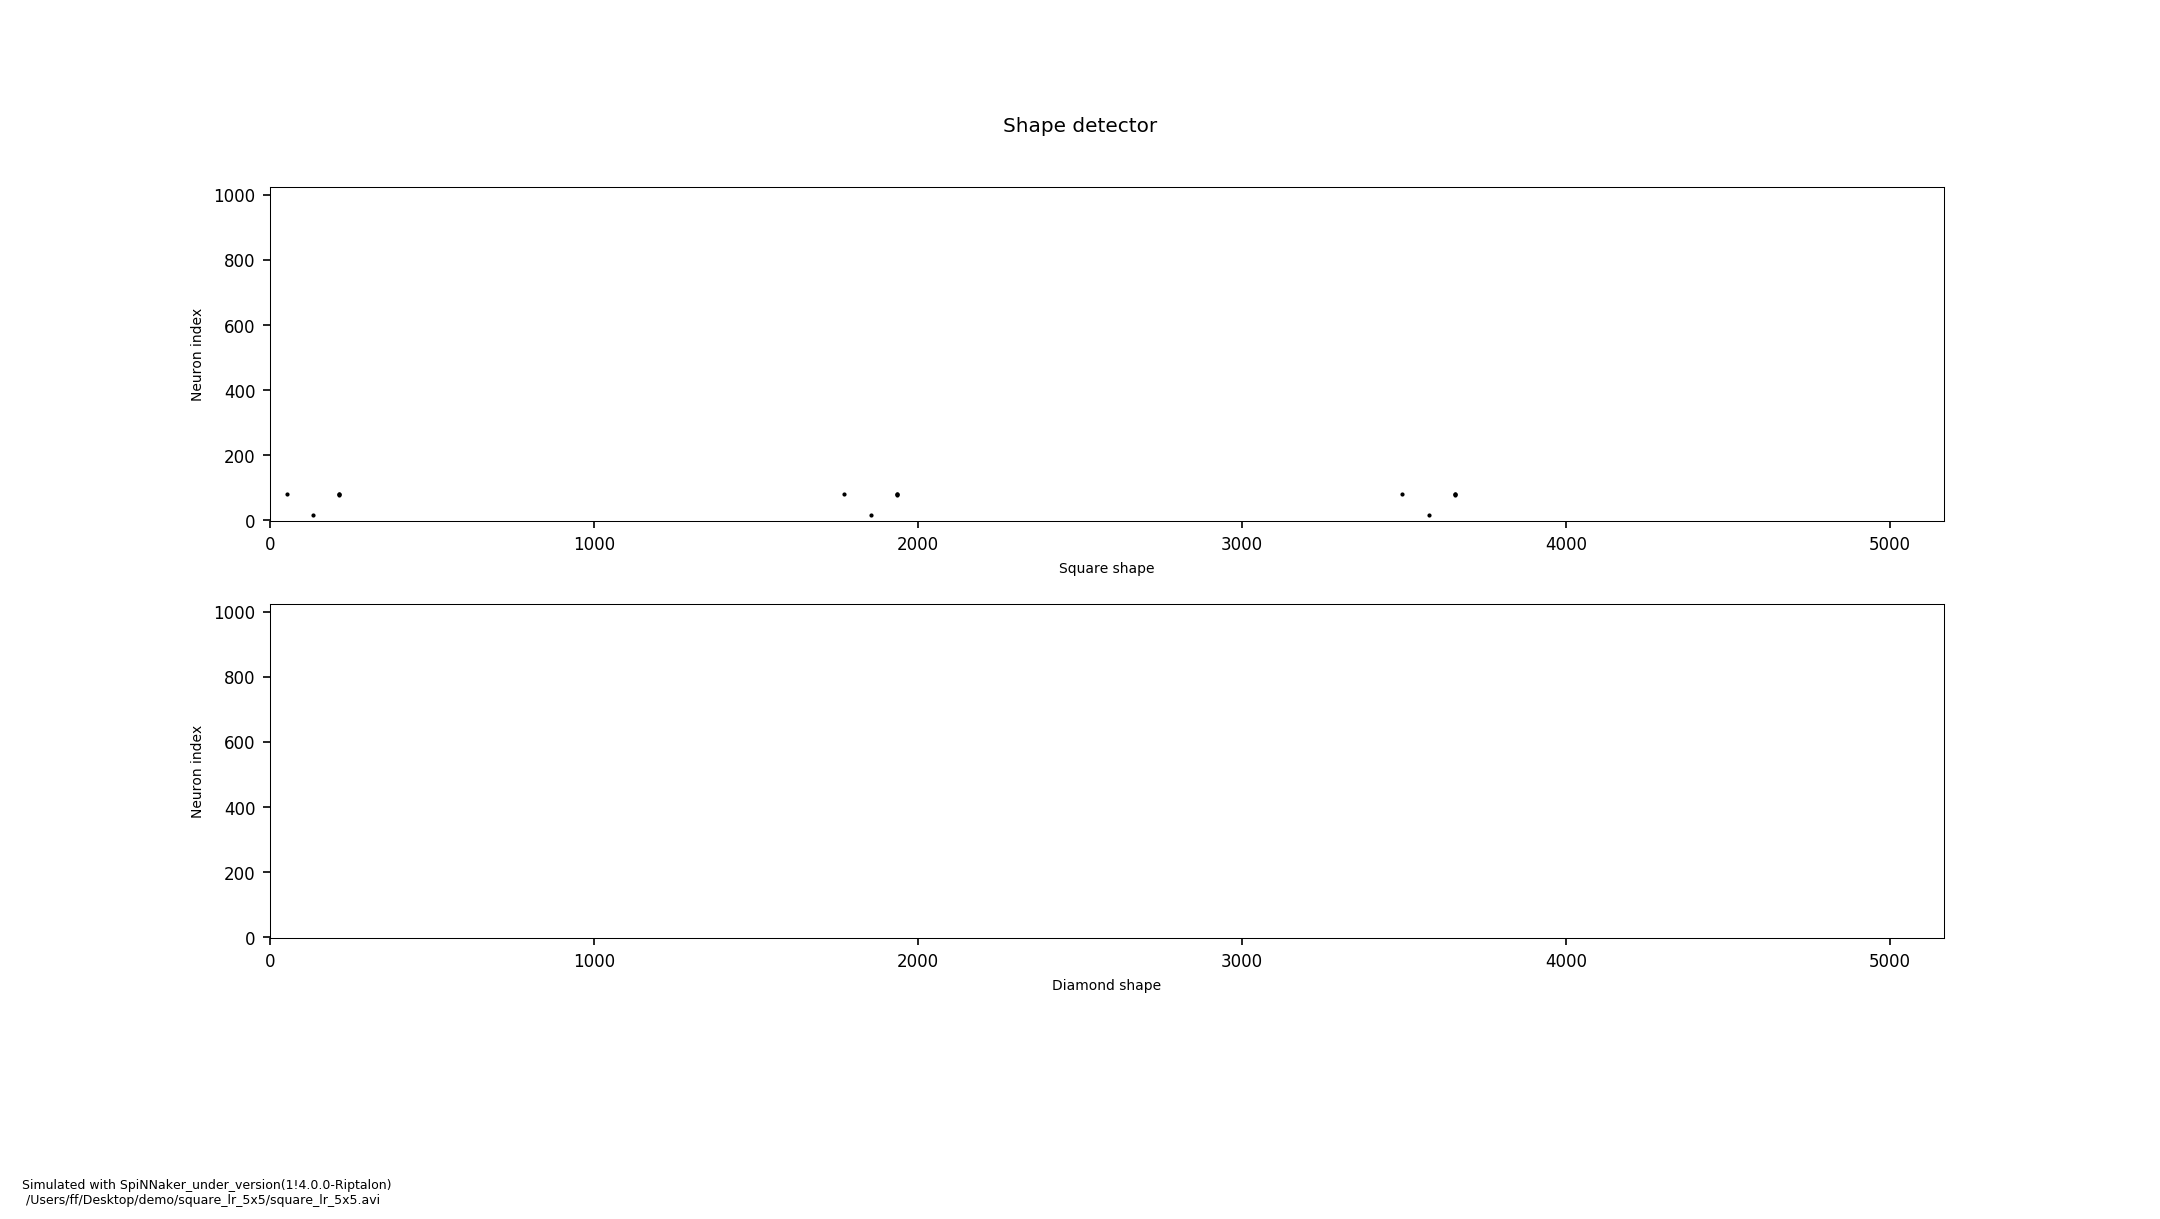 Shape detector
1000
800
600
400
200
0
Neuron index
0 1000 2000 3000 4000 5000
Square shape
1000
800
600
400
200
0
Neuron index
0 1000 2000 3000 4000 5000
Diamond shape
Simulated with SpiNNaker_under_version(1!4.0.0-Riptalon)
/Users/ff/Desktop/demo/square_lr_5x5/square_lr_5x5.avi